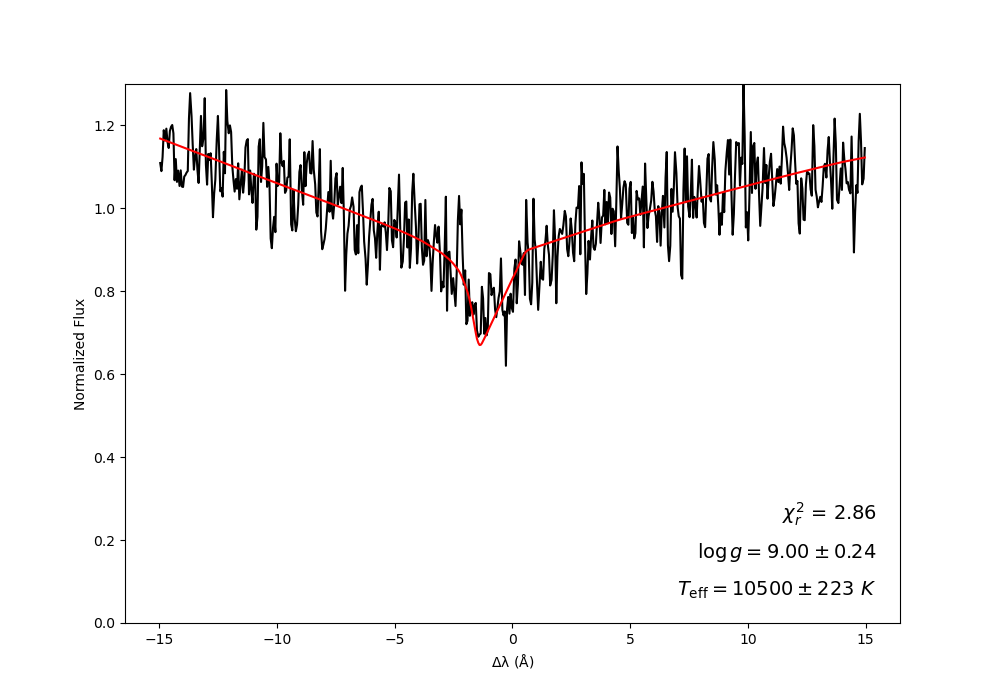 1.2
1.0
0.8
0.6
0.4
0.2
0.0
Normalized Flux
χ²ᵣ = 2.86
log g = 9.00 ± 0.24
T_eff = 10500 ± 223 K
−15 −10 −5 0 5 10 15
Δλ (Å)